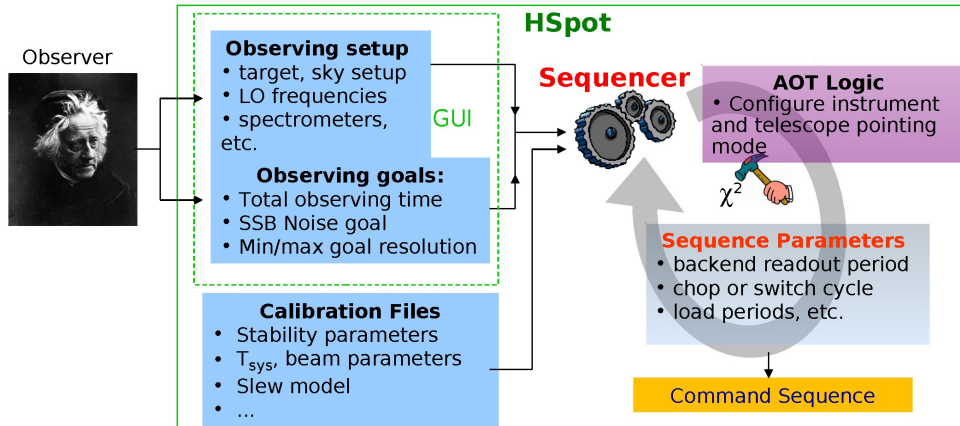 HSpot
Observer
Observing setup
• target, sky setup
• LO frequencies
• spectrometers,
etc.
GUI
Observing goals:
• Total observing time
• SSB Noise goal
• Min/max goal resolution
Calibration Files
• Stability parameters
• Tsys, beam parameters
• Slew model
• ...
Sequencer
AOT Logic
• Configure instrument
and telescope pointing
mode
χ²
Sequence Parameters
• backend readout period
• chop or switch cycle
• load periods, etc.
Command Sequence